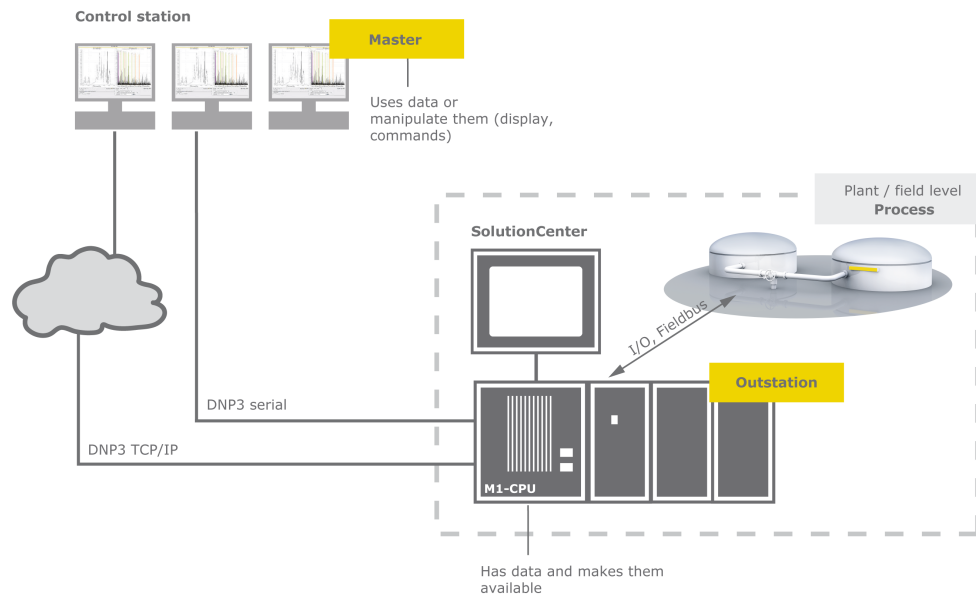 Control station
Master
Uses data or
manipulate them (display,
commands)
Plant / field level
Process
SolutionCenter
I/O, Fieldbus
Outstation
DNP3 serial
DNP3 TCP/IP
M1-CPU
Has data and makes them
available